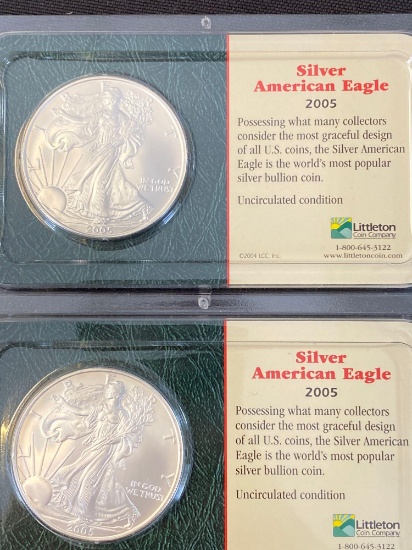 Silver
American Eagle
2005
Possessing what many collectors
consider the most graceful design
of all U.S. coins, the Silver American
Eagle is the world's most popular
silver bullion coin.
Uncirculated condition
Littleton
Coin Company
1-800-645-3122
©2004 LCC, Inc.
www.littletoncoin.com
L I
T Y
IN GOD
WE TRUST
2005
Silver
American Eagle
2005
Possessing what many collectors
consider the most graceful design
of all U.S. coins, the Silver American
Eagle is the world's most popular
silver bullion coin.
Uncirculated condition
Littleton
Coin Company
1-800-645-3122
L I
T Y
IN GOD
WE TRUST
2005